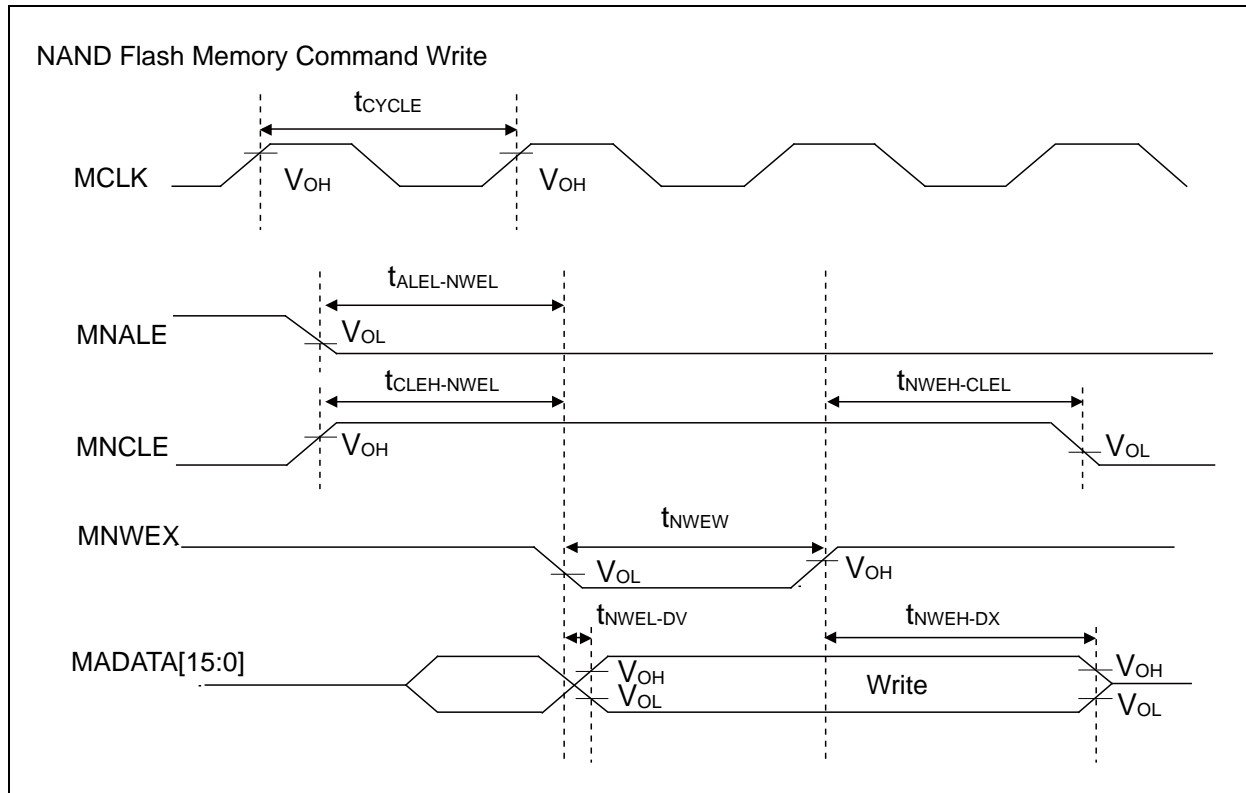 NAND Flash Memory Command Write
tCYCLE
MCLK
VOH
VOH
tALEL-NWEL
MNALE
VOL
tCLEH-NWEL
tNWEH-CLEL
MNCLE
VOH
VOL
MNWEX
tNWEW
VOL
VOH
tNWEL-DV
tNWEH-DX
MADATA[15:0]
VOH
VOL
Write
VOH
VOL